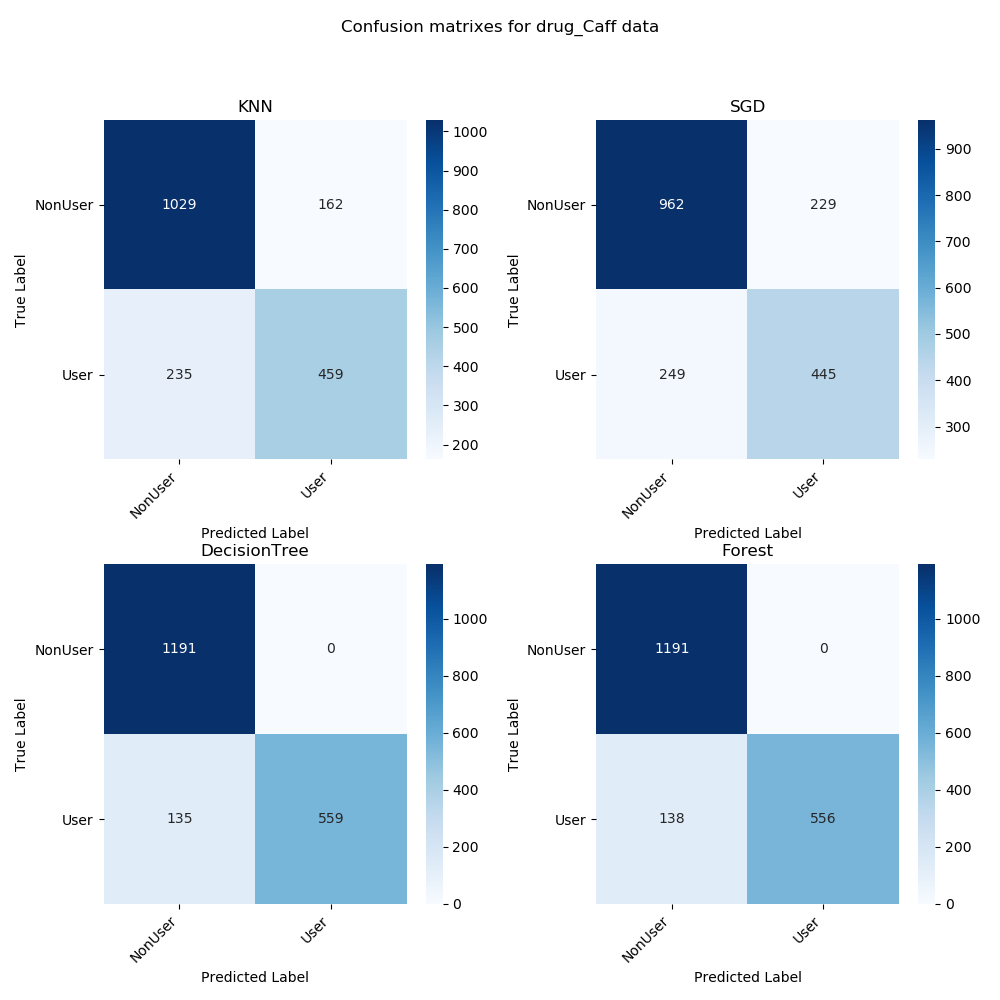 Confusion matrixes for drug_Caff data
KNN
True Label
NonUser
User
1029
162
235
459
NonUser
User
Predicted Label
1000
900
800
700
600
500
400
300
200
SGD
True Label
NonUser
User
962
229
249
445
NonUser
User
Predicted Label
900
800
700
600
500
400
300
DecisionTree
True Label
NonUser
User
1191
0
135
559
NonUser
User
Predicted Label
1000
800
600
400
200
0
Forest
True Label
NonUser
User
1191
0
138
556
NonUser
User
Predicted Label
1000
800
600
400
200
0